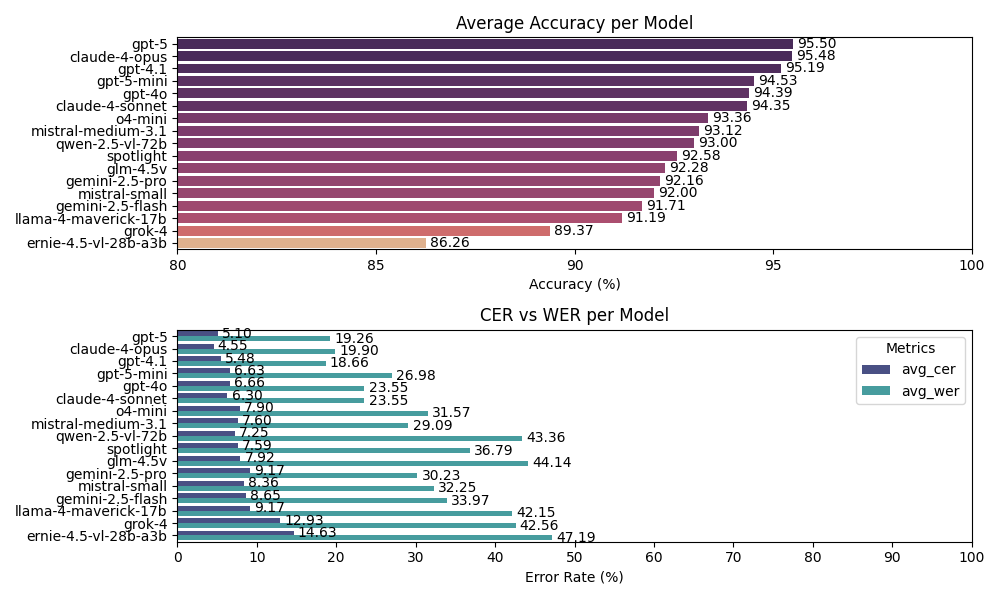 Average Accuracy per Model
gpt-5 95.50
claude-4-opus 95.48
gpt-4.1 95.19
gpt-5-mini 94.53
gpt-4o 94.39
claude-4-sonnet 94.35
o4-mini 93.36
mistral-medium-3.1 93.12
qwen-2.5-vl-72b 93.00
spotlight 92.58
glm-4.5v 92.28
gemini-2.5-pro 92.16
mistral-small 92.00
gemini-2.5-flash 91.71
llama-4-maverick-17b 91.19
grok-4 89.37
ernie-4.5-vl-28b-a3b 86.26
80 85 90 95 100
Accuracy (%)
CER vs WER per Model
Metrics
avg_cer
avg_wer
gpt-5 5.10 19.26
claude-4-opus 4.55 19.90
gpt-4.1 5.48 18.66
gpt-5-mini 6.63 26.98
gpt-4o 6.66 23.55
claude-4-sonnet 6.30 23.55
o4-mini 7.90 31.57
mistral-medium-3.1 7.60 29.09
qwen-2.5-vl-72b 7.25 43.36
spotlight 7.59 36.79
glm-4.5v 7.92 44.14
gemini-2.5-pro 9.17 30.23
mistral-small 8.36 32.25
gemini-2.5-flash 8.65 33.97
llama-4-maverick-17b 9.17 42.15
grok-4 12.93 42.56
ernie-4.5-vl-28b-a3b 14.63 47.19
0 10 20 30 40 50 60 70 80 90 100
Error Rate (%)